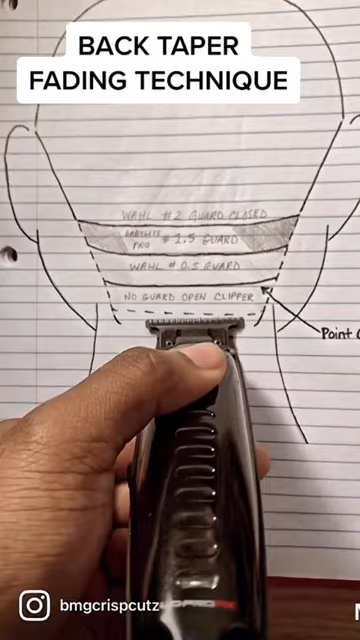 BACK TAPER
FADING TECHNIQUE
WAHL #2 GUARD CLOSED
BABYLISS PRO #1.5 GUARD
WAHL #0.5 GUARD
NO GUARD OPEN CLIPPER
Point
bmgcrispcutz